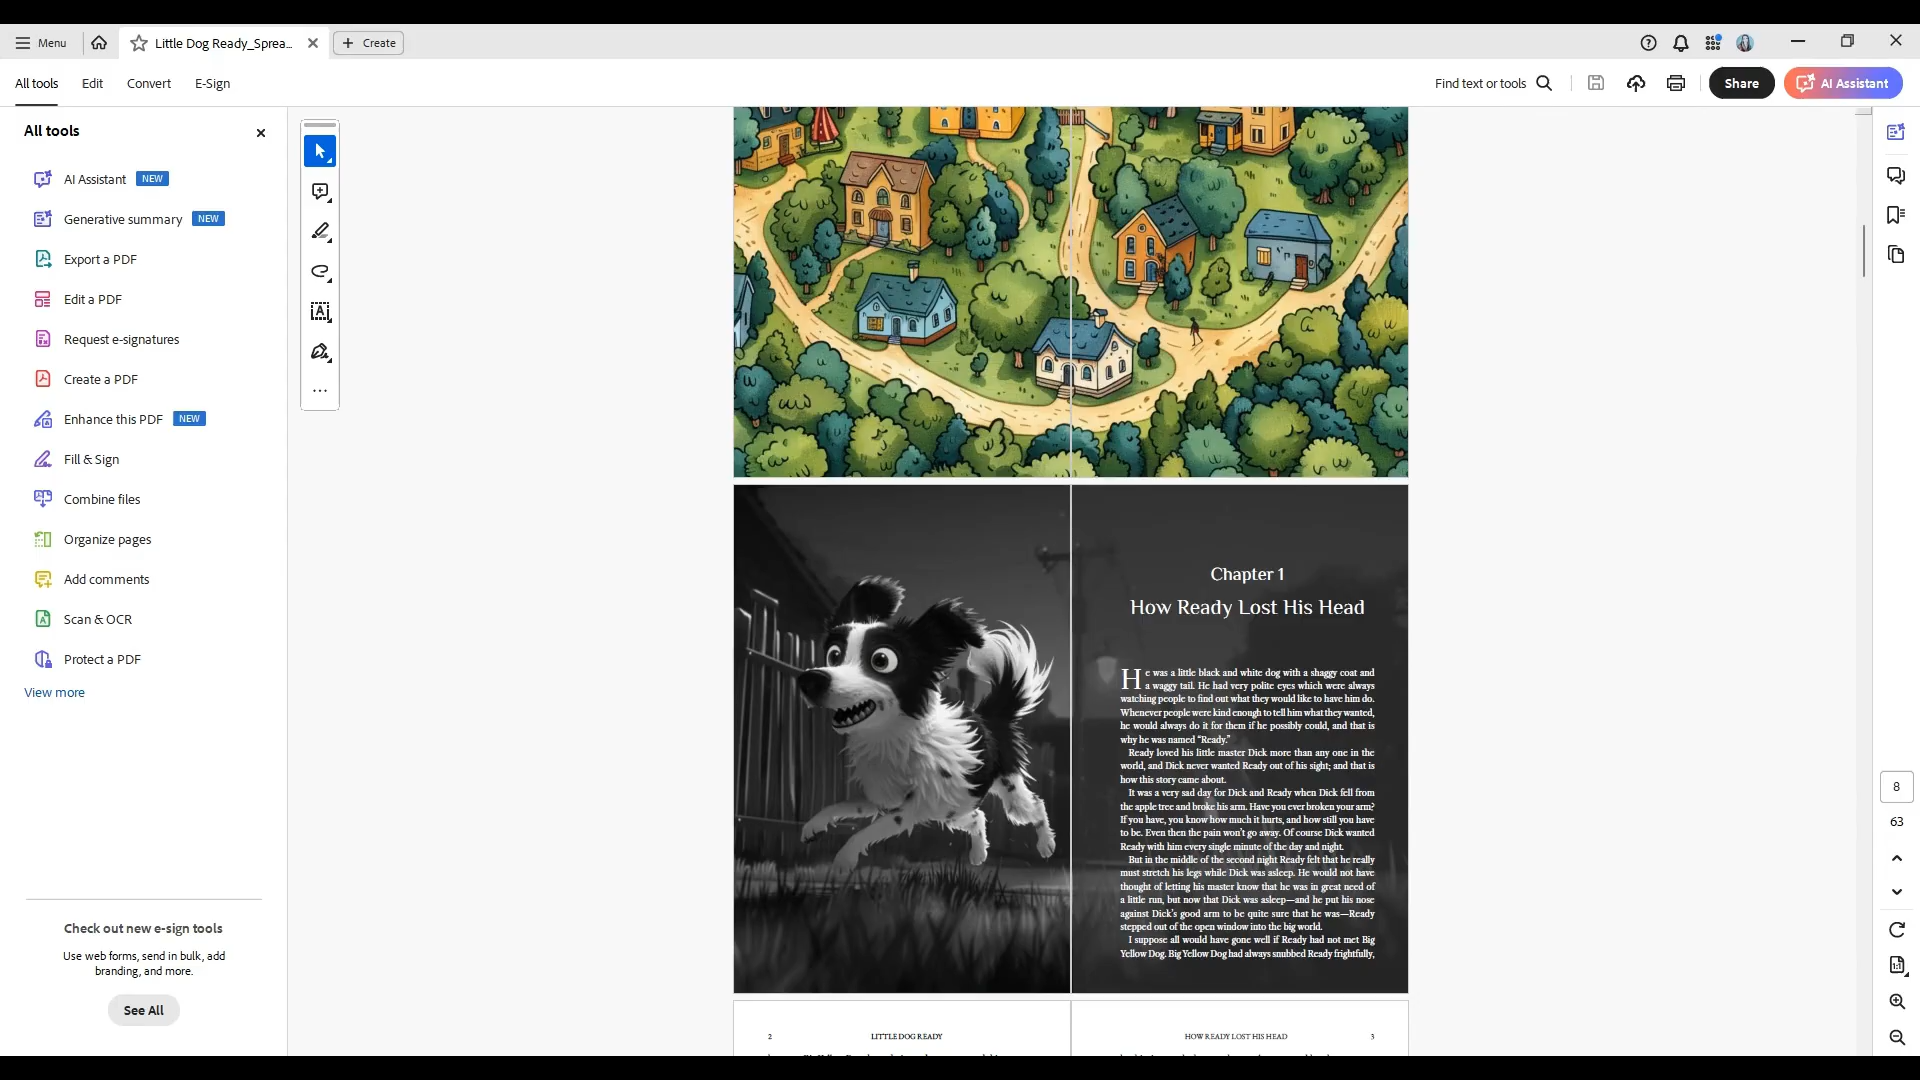 Menu
Little Dog Ready_Sprea...
Create
All tools
Edit
Convert
E-Sign
Find text or tools
Share
AI Assistant
All tools
AI Assistant NEW
Generative summary NEW
Export a PDF
Edit a PDF
Request e-signatures
Create a PDF
Enhance this PDF NEW
Fill & Sign
Combine files
Organize pages
Add comments
Scan & OCR
Protect a PDF
View more
Check out new e-sign tools
Use web forms, send in bulk, add
branding, and more.
See All
Chapter 1
How Ready Lost His Head
He was a little black and white dog with a shaggy coat and
a waggy tail. He had very polite eyes which were always
watching people to find out what they would like to have him do.
Whenever people were kind enough to tell him what they wanted,
he would always do it for them if he possibly could, and that is
why he was named “Ready.”
Ready loved his little master Dick more than any one in the
world, and Dick never wanted Ready out of his sight; and that is
how this story came about.
It was a very sad day for Dick and Ready when Dick fell from
the apple tree and broke his arm. Have you ever broken your arm?
If you have, you know how much it hurts, and how still you have
to be. Even then the pain won’t go away. Of course Dick wanted
Ready with him every single minute of the day and night.
But in the middle of the second night Ready felt that he really
must stretch his legs while Dick was asleep. He would not have
thought of letting his master know that he was in great need of
a little run, but now that Dick was asleep—and he put his nose
against Dick’s good arm to be quite sure that he was—Ready
stepped out of the open window into the big world.
I suppose all would have gone well if Ready had not met Big
Yellow Dog. Big Yellow Dog had always snubbed Ready frightfully,
2
LITTLE DOG READY
HOW READY LOST HIS HEAD
3
8
63